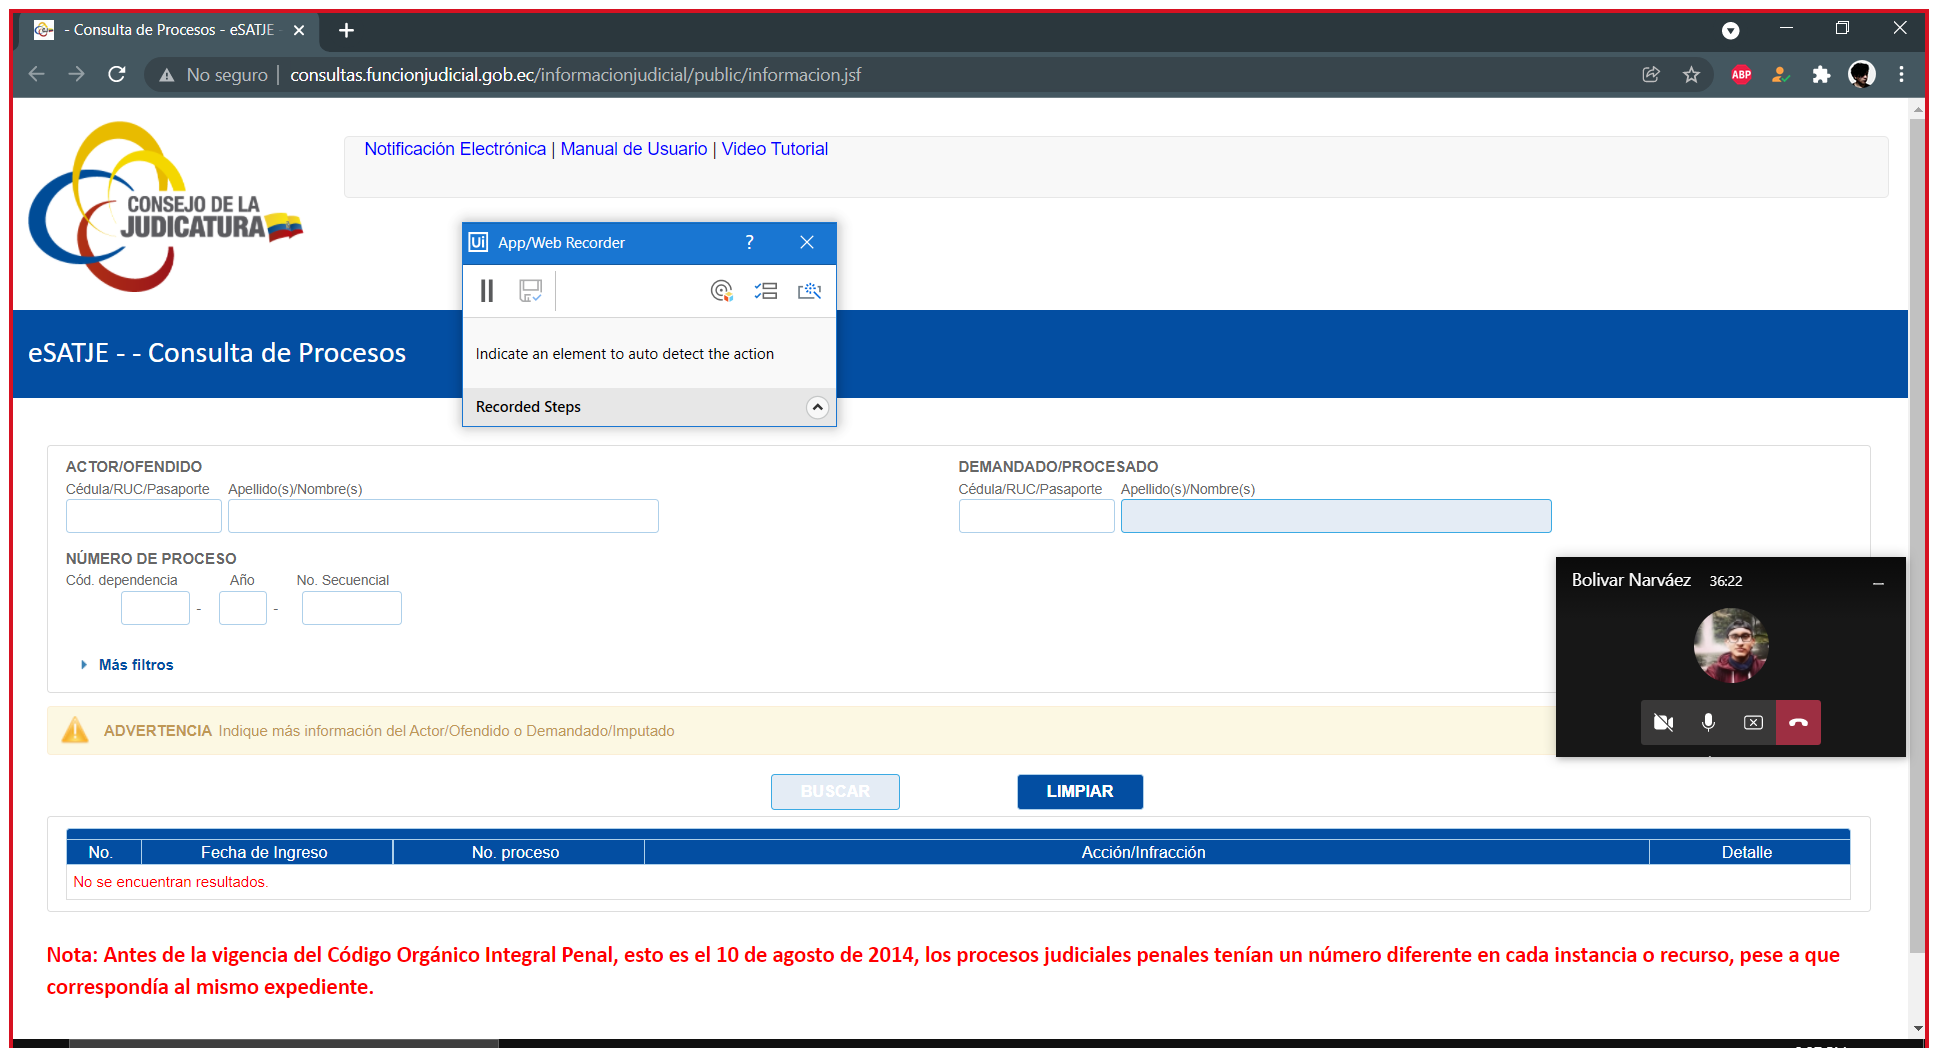 - Consulta de Procesos - eSATJE -
No seguro | consultas.funcionjudicial.gob.ec/informacionjudicial/public/informacion.jsf
ABP
CONSEJO DE LA
JUDICATURA
Notificación Electrónica | Manual de Usuario | Video Tutorial
Ui App/Web Recorder ?
Indicate an element to auto detect the action
Recorded Steps
eSATJE - - Consulta de Procesos
ACTOR/OFENDIDO
Cédula/RUC/Pasaporte Apellido(s)/Nombre(s)
DEMANDADO/PROCESADO
Cédula/RUC/Pasaporte Apellido(s)/Nombre(s)
NÚMERO DE PROCESO
Cód. dependencia Año No. Secuencial
- -
Más filtros
Bolivar Narváez 36:22
ADVERTENCIA Indique más información del Actor/Ofendido o Demandado/Imputado
BUSCAR LIMPIAR
No. Fecha de Ingreso No. proceso Acción/Infracción Detalle
No se encuentran resultados.
Nota: Antes de la vigencia del Código Orgánico Integral Penal, esto es el 10 de agosto de 2014, los procesos judiciales penales tenían un número diferente en cada instancia o recurso, pese a que
correspondía al mismo expediente.